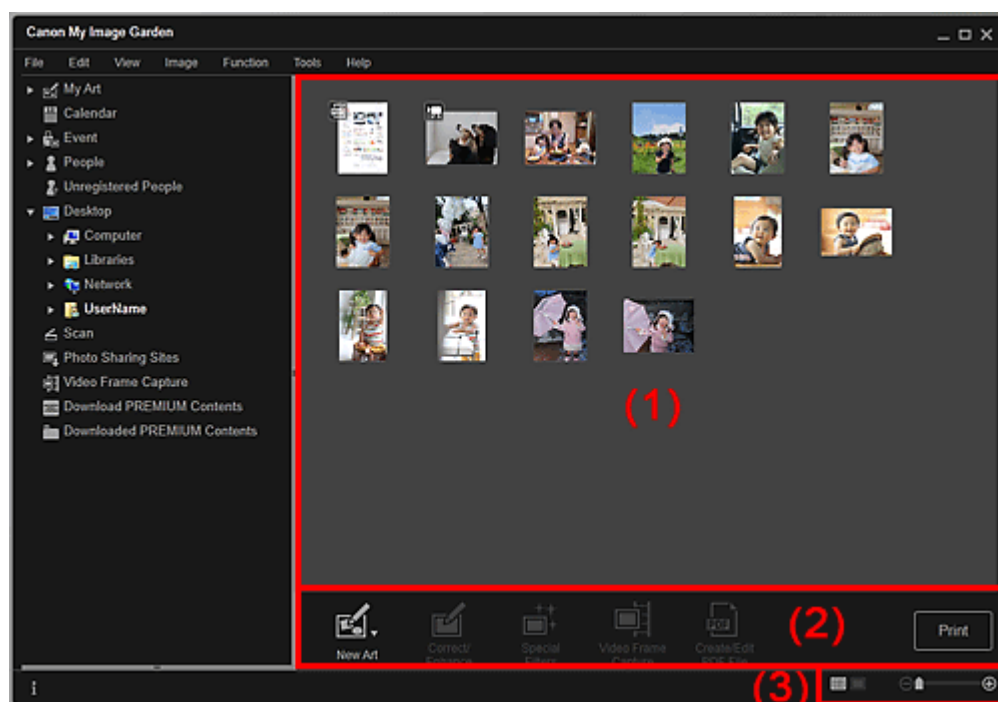 Canon My Image Garden
File Edit View Image Function Tools Help
My Art
Calendar
Event
People
Unregistered People
Desktop
Computer
Libraries
Network
UserName
Scan
Photo Sharing Sites
Video Frame Capture
Download PREMIUM Contents
Downloaded PREMIUM Contents
(1)
(2)
New Art
Correct/
Enhance
Special
Filters
Video Frame
Capture
Create/Edit
PDF File
Print
(3)